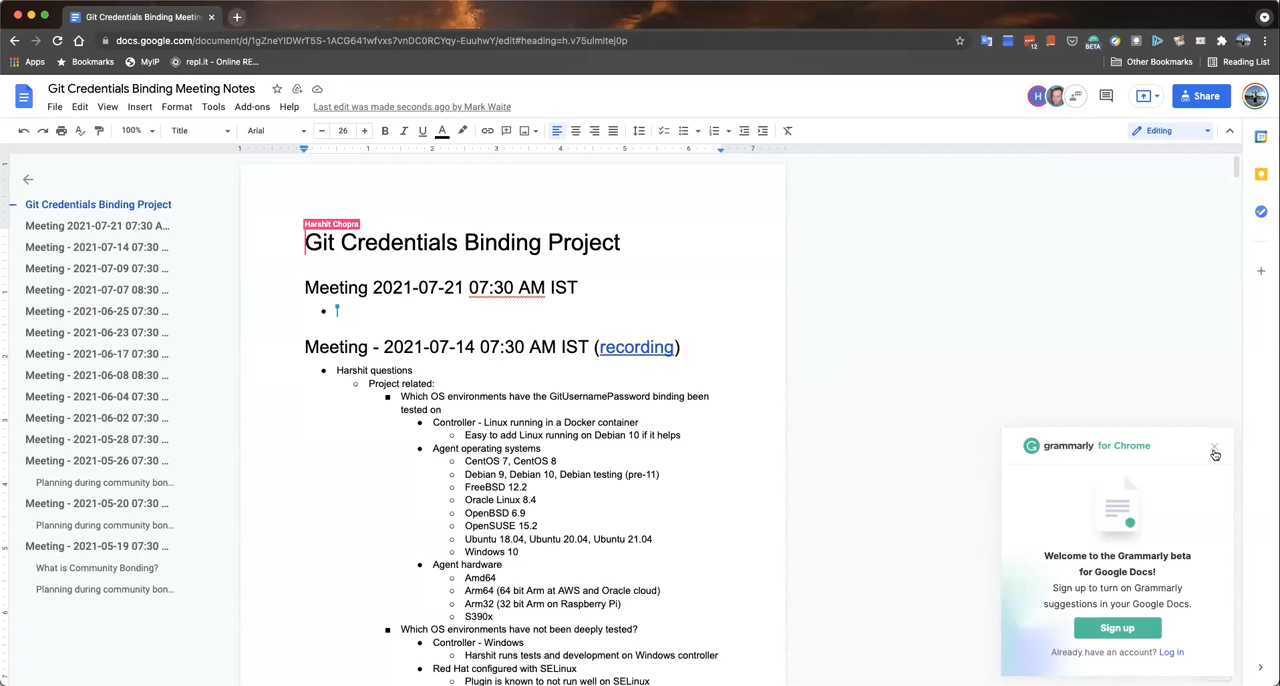 Git Credentials Binding Meetin
docs.google.com/document/d/1gZneYIDWrT5S-1ACG641wfvxs7vnDC0RCYqy-EuuhwY/edit#heading=h.v75ulmitej0p
12
BETA
Apps
Bookmarks
MyIP
repl.it - Online RE...
Other Bookmarks
Reading List
Git Credentials Binding Meeting Notes
File Edit View Insert Format Tools Add-ons Help
Last edit was made seconds ago by Mark Waite
H
Share
100%
Title
Arial
26
B I U A
Editing
1 1 2 3 4 5 6 7
Git Credentials Binding Project
Meeting 2021-07-21 07:30 A...
Meeting - 2021-07-14 07:30 ...
Meeting - 2021-07-09 07:30 ...
Meeting - 2021-07-07 08:30 ...
Meeting - 2021-06-25 07:30 ...
Meeting - 2021-06-23 07:30 ...
Meeting - 2021-06-17 07:30 ...
Meeting - 2021-06-08 08:30 ...
Meeting - 2021-06-04 07:30 ...
Meeting - 2021-06-02 07:30 ...
Meeting - 2021-05-28 07:30 ...
Meeting - 2021-05-26 07:30 ...
Planning during community bon...
Meeting - 2021-05-20 07:30 ...
Planning during community bon...
Meeting - 2021-05-19 07:30 ...
What is Community Bonding?
Planning during community bon...
Harshit Chopra
Git Credentials Binding Project
Meeting 2021-07-21 07:30 AM IST
Meeting - 2021-07-14 07:30 AM IST (recording)
Harshit questions
Project related:
Which OS environments have the GitUsernamePassword binding been
tested on
Controller - Linux running in a Docker container
Easy to add Linux running on Debian 10 if it helps
Agent operating systems
CentOS 7, CentOS 8
Debian 9, Debian 10, Debian testing (pre-11)
FreeBSD 12.2
Oracle Linux 8.4
OpenBSD 6.9
OpenSUSE 15.2
Ubuntu 18.04, Ubuntu 20.04, Ubuntu 21.04
Windows 10
Agent hardware
Amd64
Arm64 (64 bit Arm at AWS and Oracle cloud)
Arm32 (32 bit Arm on Raspberry Pi)
S390x
Which OS environments have not been deeply tested?
Controller - Windows
Harshit runs tests and development on Windows controller
Red Hat configured with SELinux
Plugin is known to not run well on SELinux
grammarly for Chrome
Welcome to the Grammarly beta
for Google Docs!
Sign up to turn on Grammarly
suggestions in your Google Docs.
Sign up
Already have an account? Log in